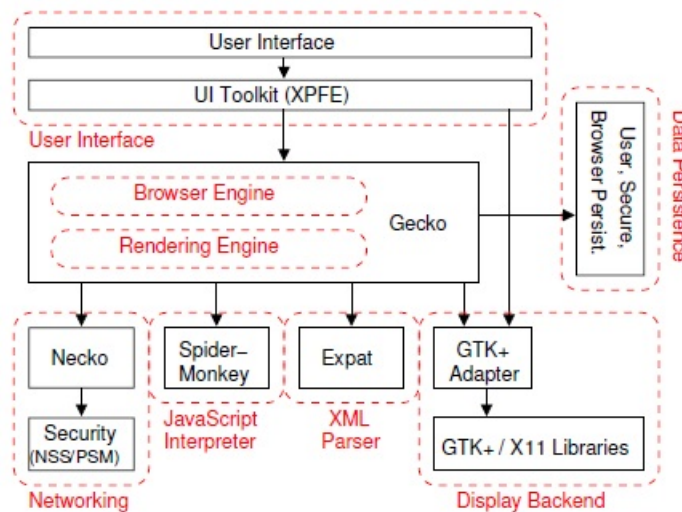 User Interface
UI Toolkit (XPFE)
User Interface
Browser Engine
Rendering Engine
Gecko
User, Secure,
Browser Persist.
Data Persistence
Necko
Security
(NSS/PSM)
Networking
Spider–
Monkey
JavaScript
Interpreter
Expat
XML
Parser
GTK+
Adapter
GTK+ / X11 Libraries
Display Backend